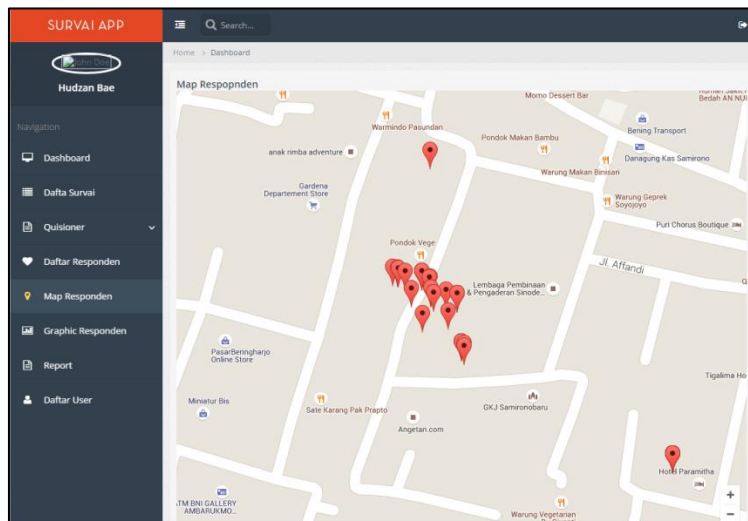 SURVAI APP
Search...
John Doe
Hudzan Bae
Navigation
Dashboard
Dafta Survai
Quisioner
Daftar Responden
Map Responden
Graphic Responden
Report
Daftar User
Home > Dashboard
Map Respopnden
Momo Dessert Bar
Bedah AN NUR
Warmindo Pasundan
Bening Transport
Pondok Makan Bambu
anak rimba adventure
Danagung Kas Samirono
Warung Makan Binisan
Gardena
Departement Store
Warung Geprek
Soyojoyo
Puri Chorus Boutique
Pondok Vege
Jl. Affandi
Lembaga Pembinaan
& Pengaderan Sinode...
PasarBeringharjo
Online Store
Tigalima Ho
Miniatur Bis
Sate Karang Pak Prapto
GKJ Samironobaru
Angetan.com
Hotel Paramitha
+
TM BNI GALLERY
AMBARUKMO...
Warung Vegetarian
−